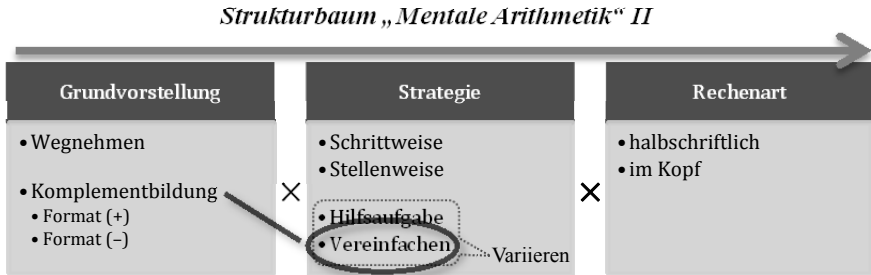 Strukturbaum „Mentale Arithmetik“ II
Grundvorstellung
• Wegnehmen
• Komplementbildung
• Format (+)
• Format (–)
×
Strategie
• Schrittweise
• Stellenweise
• Hilfsaufgabe
• Vereinfachen
Variieren
×
Rechenart
• halbschriftlich
• im Kopf